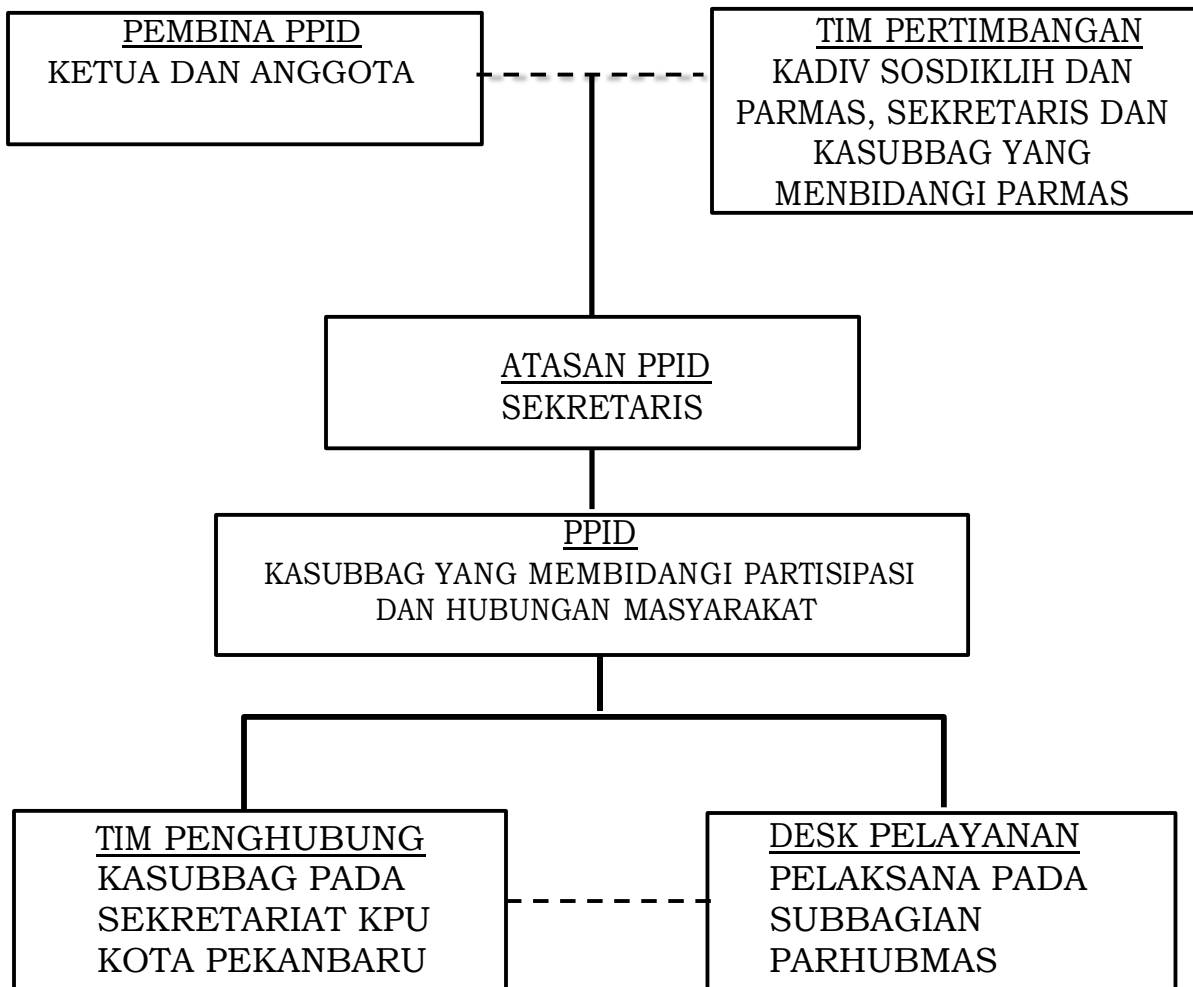 PEMBINA PPID
KETUA DAN ANGGOTA
TIM PERTIMBANGAN
KADIV SOSDIKLIH DAN
PARMAS, SEKRETARIS DAN
KASUBBAG YANG
MENBIDANGI PARMAS
ATASAN PPID
SEKRETARIS
PPID
KASUBBAG YANG MEMBIDANGI PARTISIPASI
DAN HUBUNGAN MASYARAKAT
TIM PENGHUBUNG
KASUBBAG PADA
SEKRETARIAT KPU
KOTA PEKANBARU
DESK PELAYANAN
PELAKSANA PADA
SUBBAGIAN
PARHUBMAS